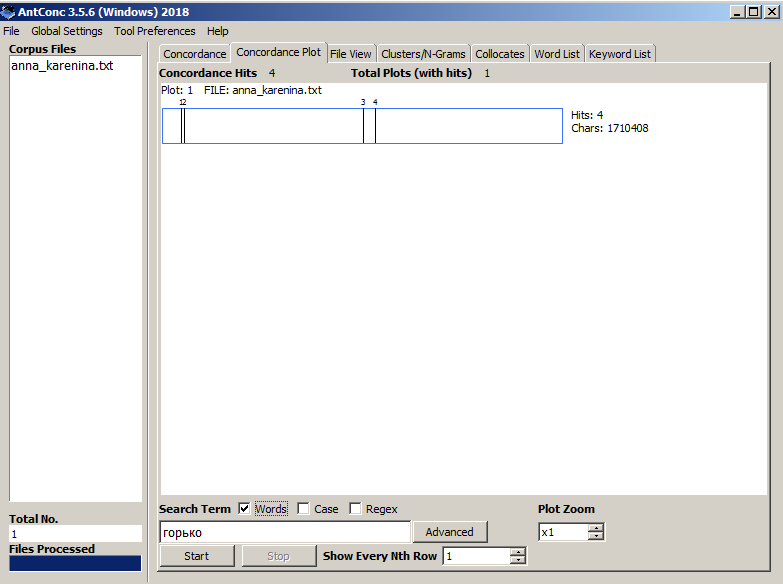 AntConc 3.5.6 (Windows) 2018
File Global Settings Tool Preferences Help
Corpus Files
anna_karenina.txt
Concordance Concordance Plot File View Clusters/N-Grams Collocates Word List Keyword List
Concordance Hits 4 Total Plots (with hits) 1
Plot: 1 FILE: anna_karenina.txt
12 3 4
Hits: 4
Chars: 1710408
Search Term Words Case Regex Plot Zoom
горько Advanced x1
Start Stop Show Every Nth Row 1
Total No.
1
Files Processed